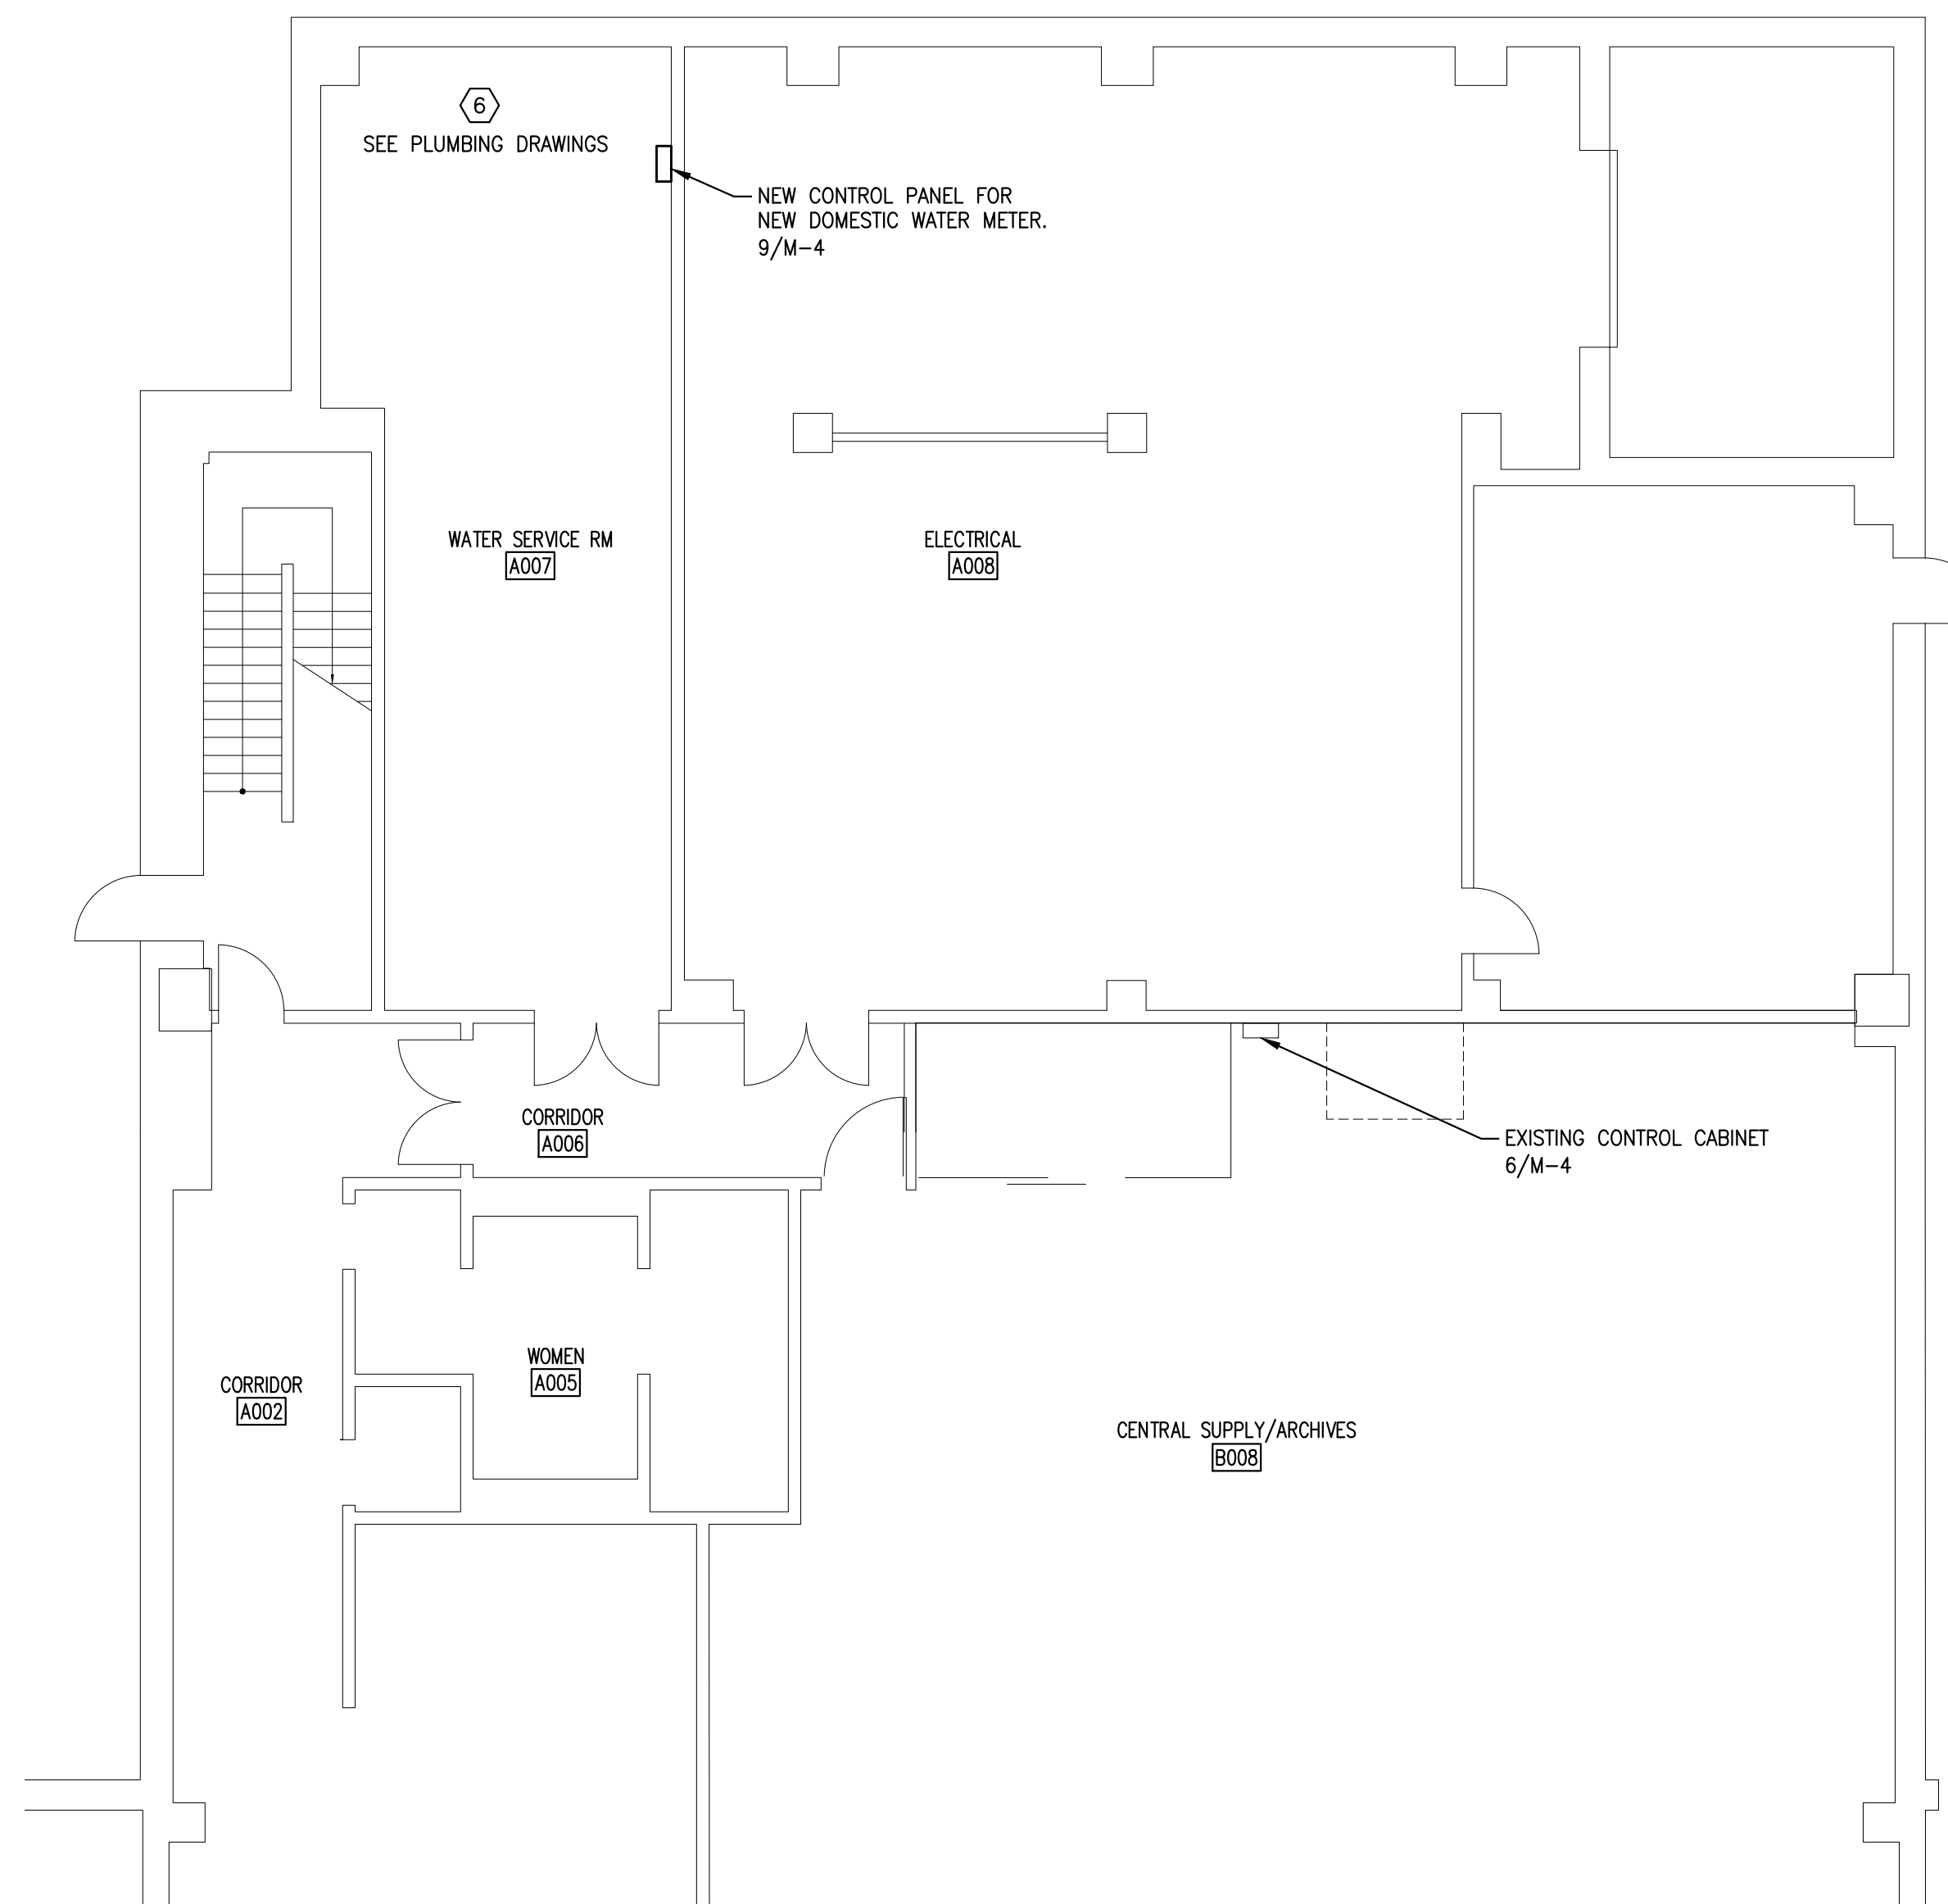 6
SEE PLUMBING DRAWINGS
NEW CONTROL PANEL FOR
NEW DOMESTIC WATER METER.
9/M-4
WATER SERVICE RM
A007
ELECTRICAL
A008
CORRIDOR
A006
EXISTING CONTROL CABINET
6/M-4
WOMEN
A005
CORRIDOR
A002
CENTRAL SUPPLY/ARCHIVES
B008